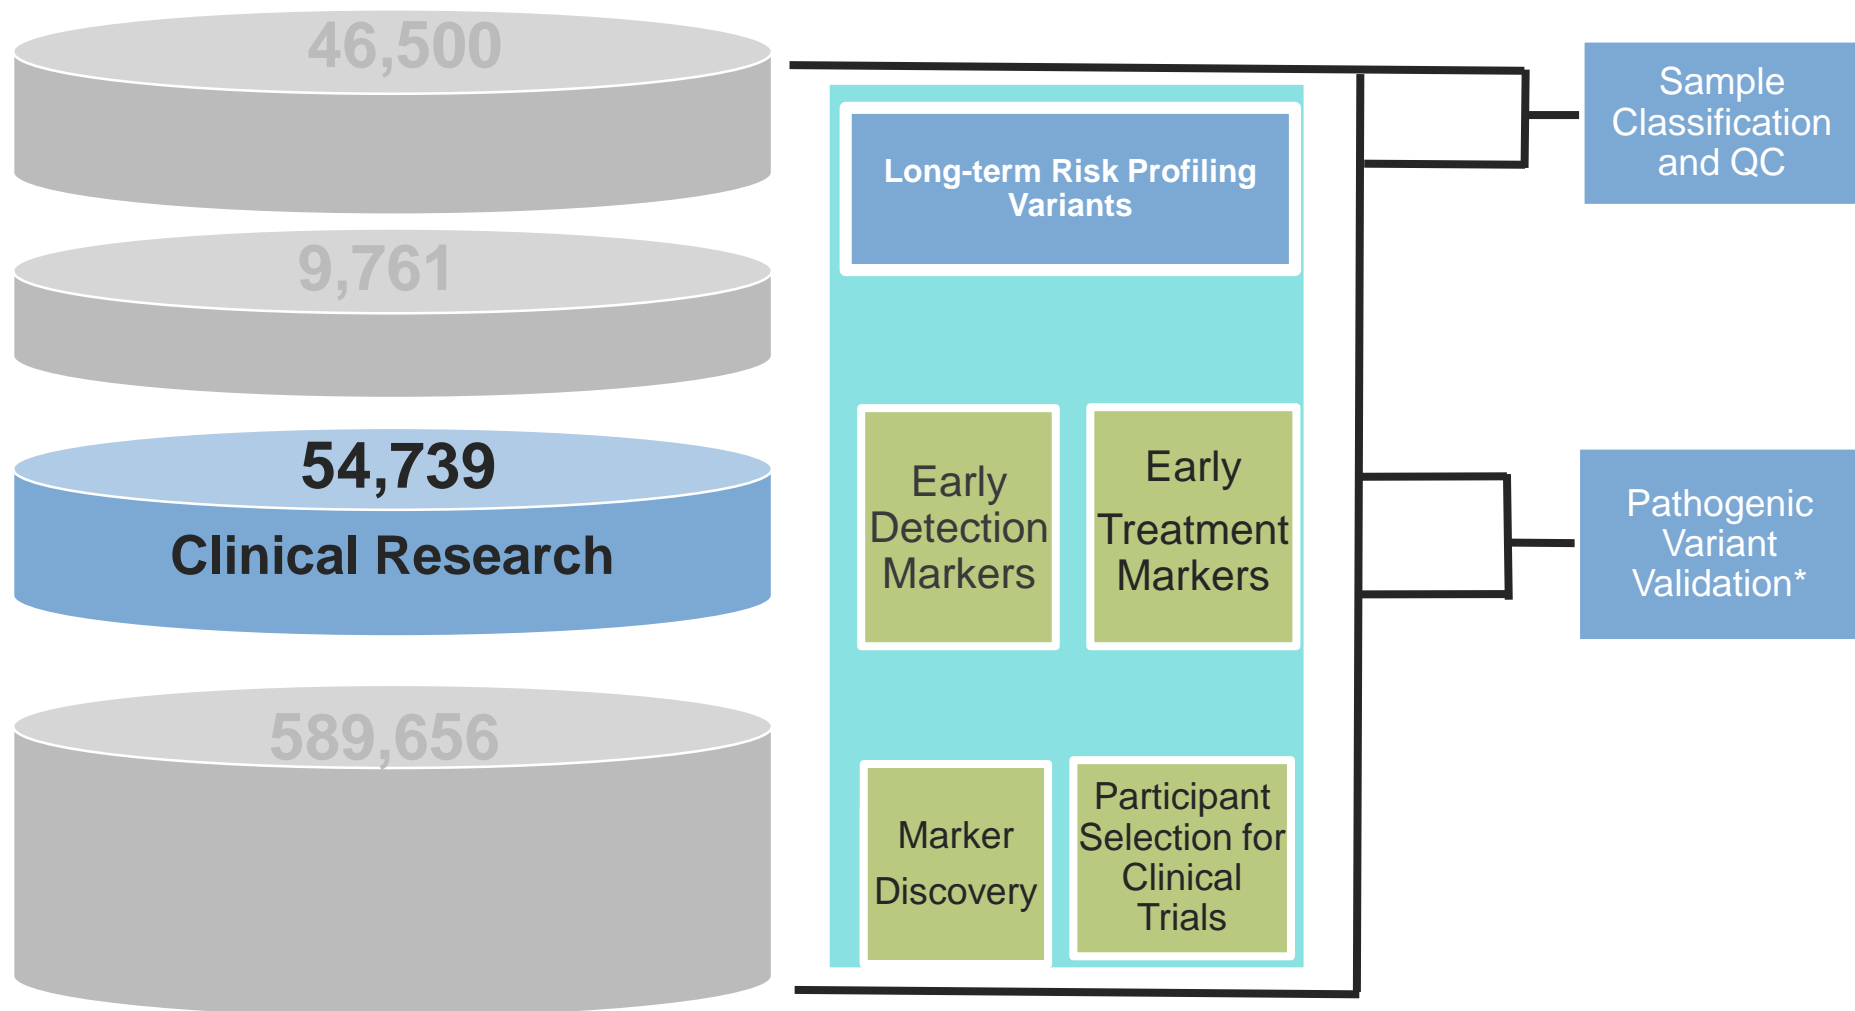 46,500
9,761
54,739
Clinical Research
589,656
Long-term Risk Profiling
Variants
Early
Detection
Markers
Early
Treatment
Markers
Marker
Discovery
Participant
Selection for
Clinical
Trials
Sample
Classification
and QC
Pathogenic
Variant
Validation*